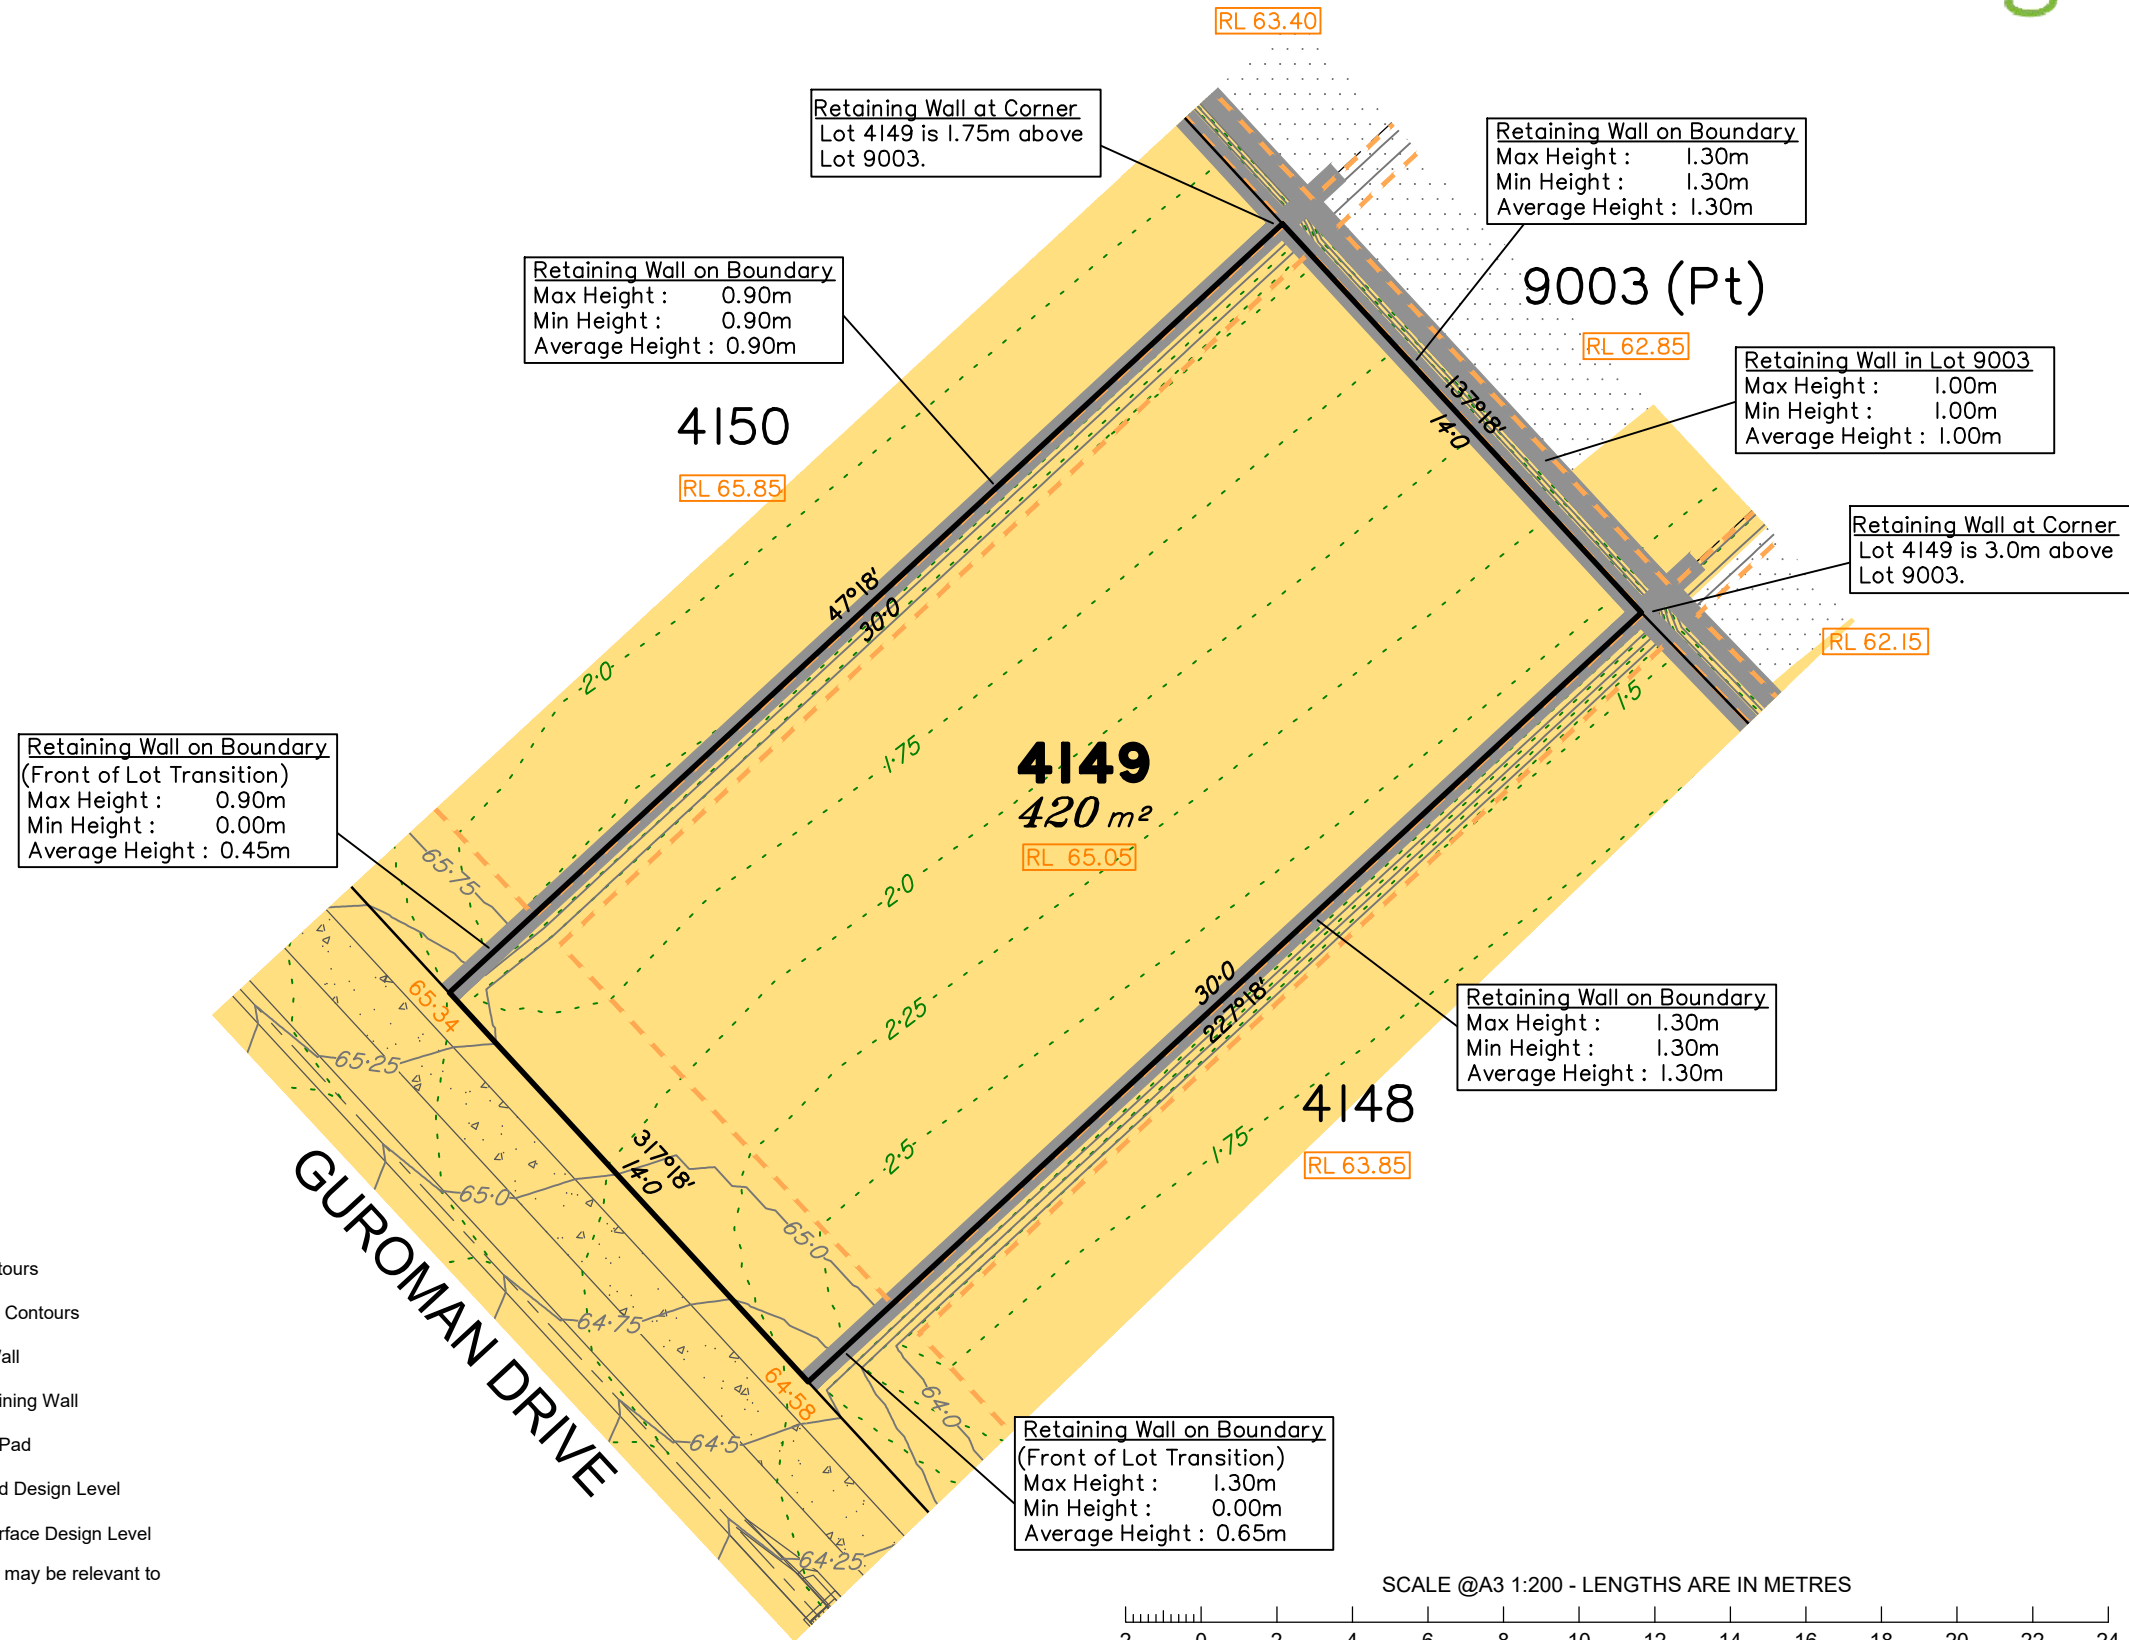 RL 63.40
Retaining Wall at Corner
Lot 4149 is 1.75m above
Lot 9003.
Retaining Wall on Boundary
Max Height : 1.30m
Min Height : 1.30m
Average Height : 1.30m
9003 (Pt)
RL 62.85
Retaining Wall on Boundary
Max Height : 0.90m
Min Height : 0.90m
Average Height : 0.90m
Retaining Wall in Lot 9003
Max Height : 1.00m
Min Height : 1.00m
Average Height : 1.00m
4150
RL 65.85
137°18'
14·0
Retaining Wall at Corner
Lot 4149 is 3.0m above
Lot 9003.
RL 62.15
47°18'
30·0
2·0
1·5
1·75
Retaining Wall on Boundary
(Front of Lot Transition)
Max Height : 0.90m
Min Height : 0.00m
Average Height : 0.45m
4149
420 m²
RL 65.05
65·75
2·0
65·34
2·25
30·0
227°18'
Retaining Wall on Boundary
Max Height : 1.30m
Min Height : 1.30m
Average Height : 1.30m
65·25
4148
RL 63.85
1·75
2·5
317°18'
14·0
65·0
65·0
GUROMAN DRIVE
64·75
64·58
64·0
64·5
64·25
Retaining Wall on Boundary
(Front of Lot Transition)
Max Height : 1.30m
Min Height : 0.00m
Average Height : 0.65m
tours
Contours
Wall
ining Wall
Pad
d Design Level
rface Design Level
may be relevant to
SCALE @A3 1:200 - LENGTHS ARE IN METRES
2 0 2 4 6 8 10 12 14 16 18 20 22 24